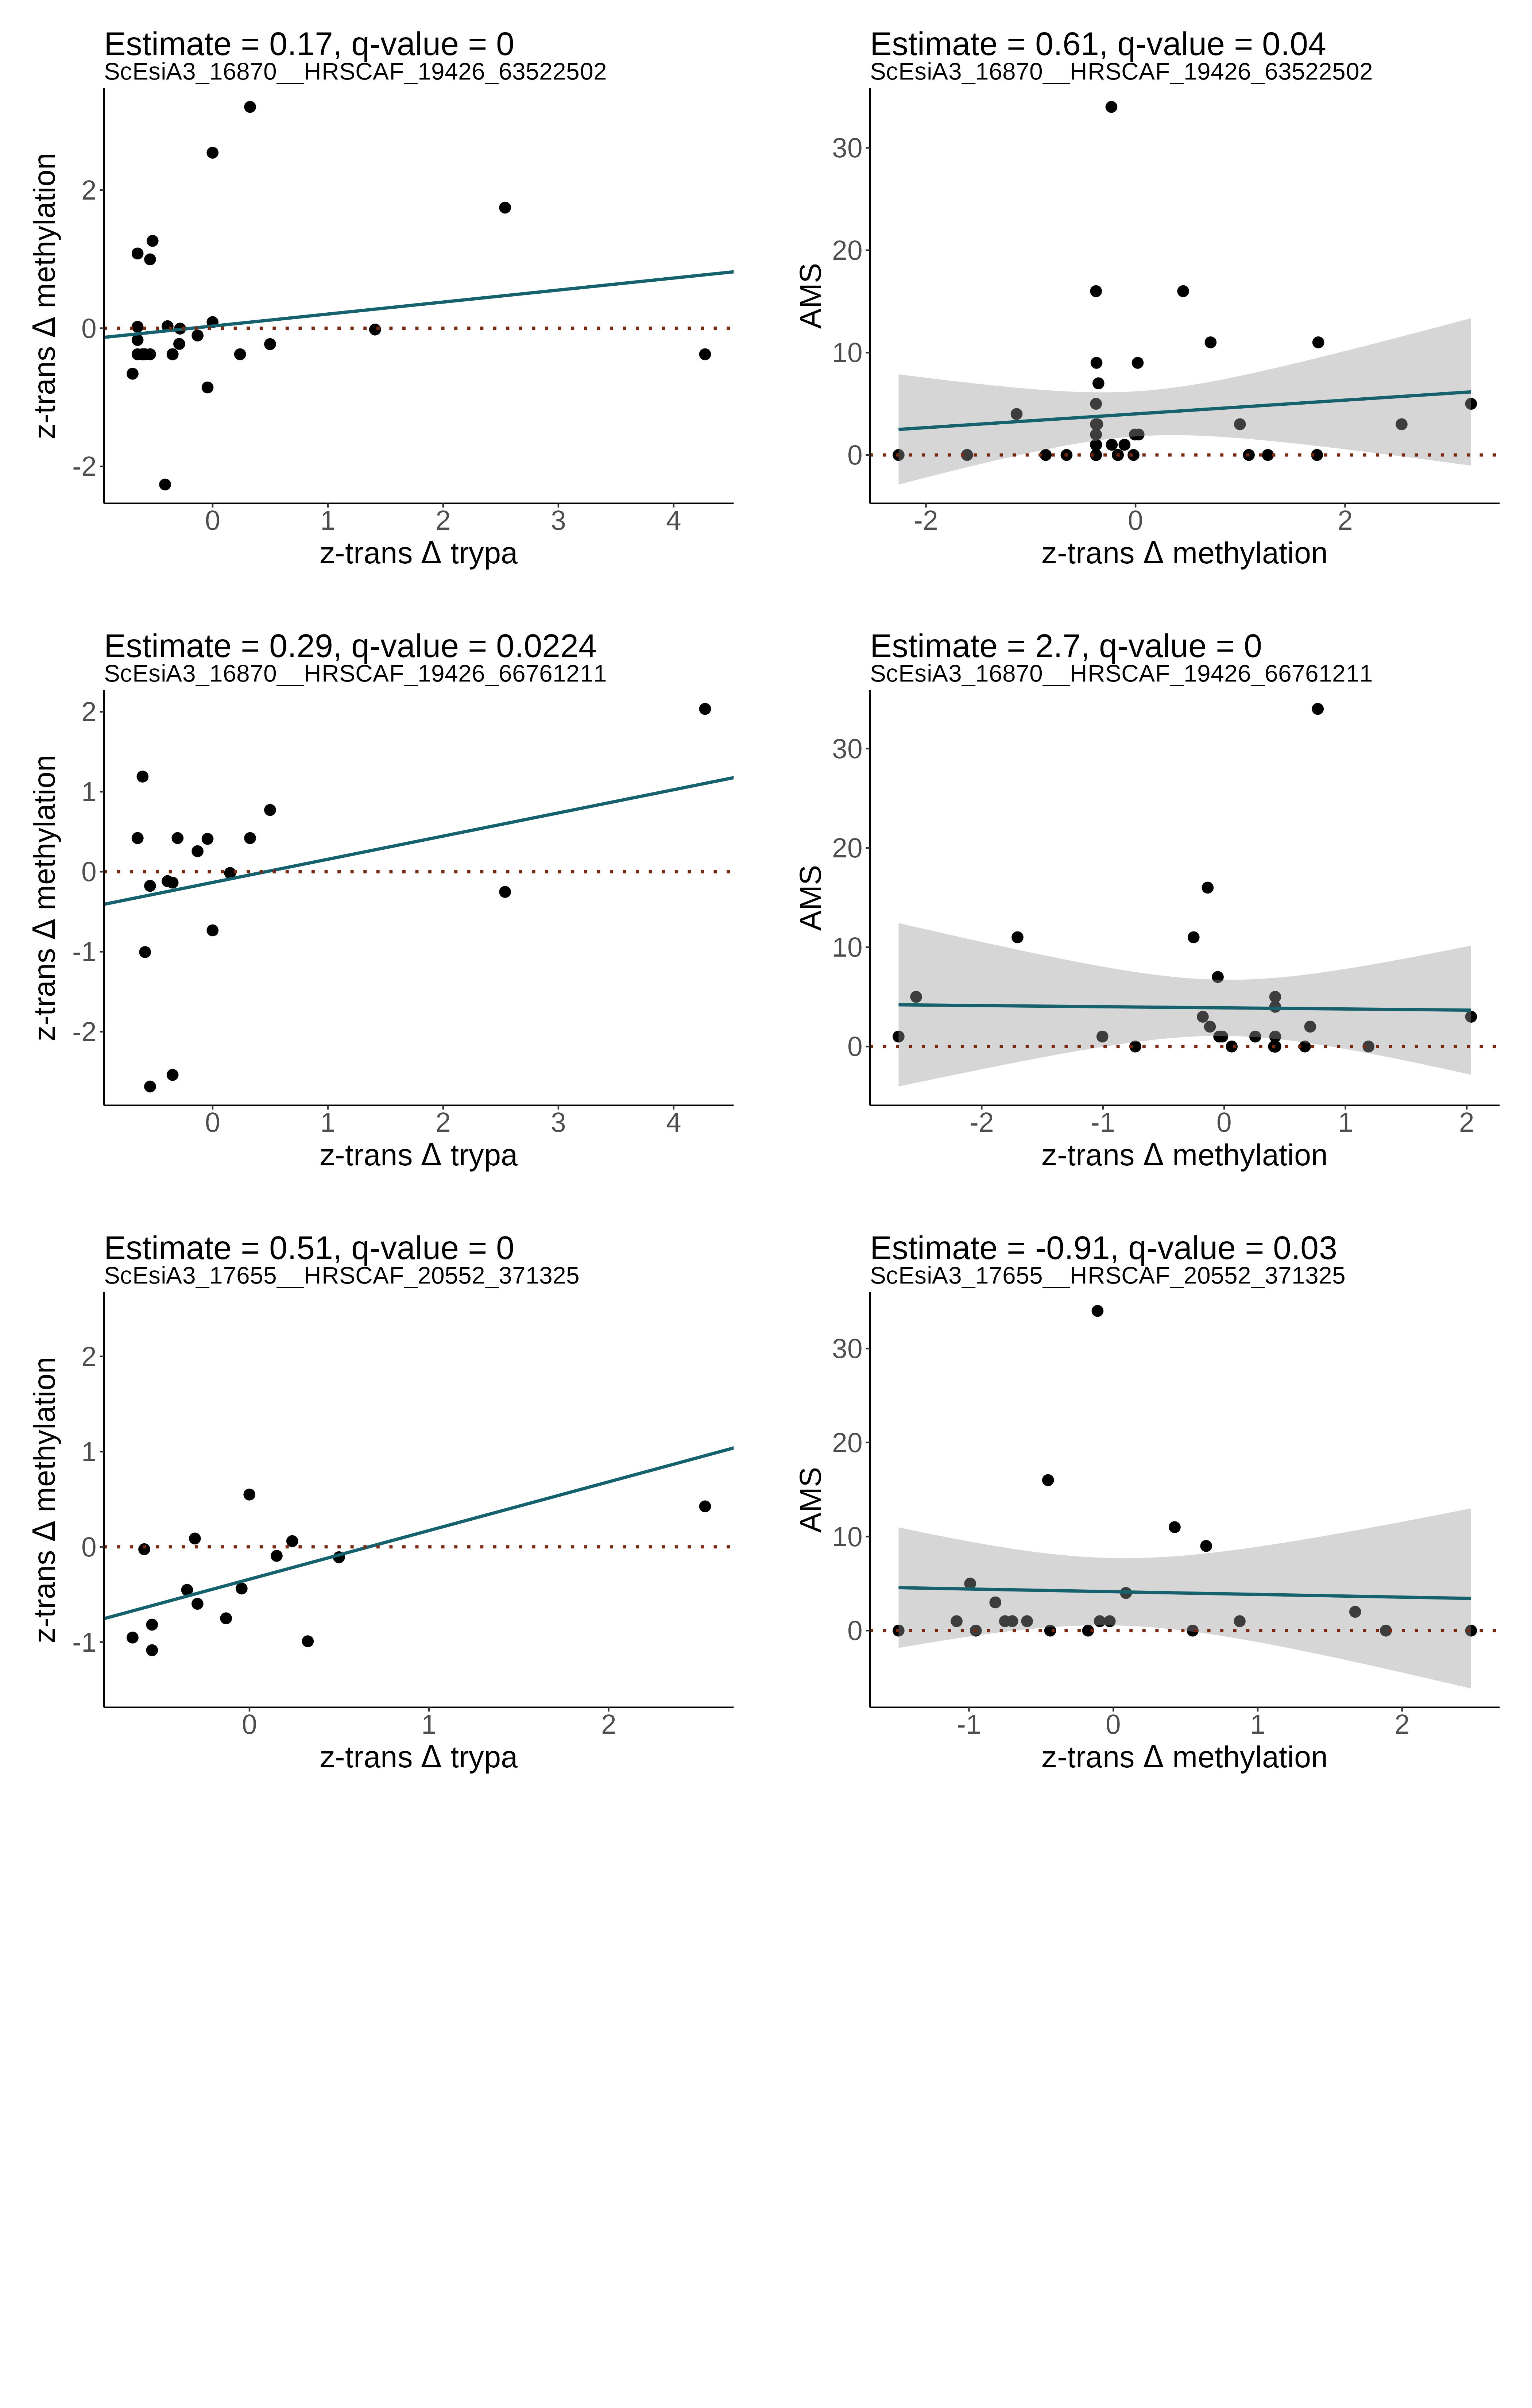 Estimate = 0.17, q-value = 0
ScEsiA3_16870__HRSCAF_19426_63522502
z-trans Δ methylation
2
0
-2
0 1 2 3 4
z-trans Δ trypa
Estimate = 0.61, q-value = 0.04
ScEsiA3_16870__HRSCAF_19426_63522502
AMS
30
20
10
0
-2 0 2
z-trans Δ methylation
Estimate = 0.29, q-value = 0.0224
ScEsiA3_16870__HRSCAF_19426_66761211
z-trans Δ methylation
2
1
0
-1
-2
0 1 2 3 4
z-trans Δ trypa
Estimate = 2.7, q-value = 0
ScEsiA3_16870__HRSCAF_19426_66761211
AMS
30
20
10
0
-2 -1 0 1 2
z-trans Δ methylation
Estimate = 0.51, q-value = 0
ScEsiA3_17655__HRSCAF_20552_371325
z-trans Δ methylation
2
1
0
-1
0 1 2
z-trans Δ trypa
Estimate = -0.91, q-value = 0.03
ScEsiA3_17655__HRSCAF_20552_371325
AMS
30
20
10
0
-1 0 1 2
z-trans Δ methylation